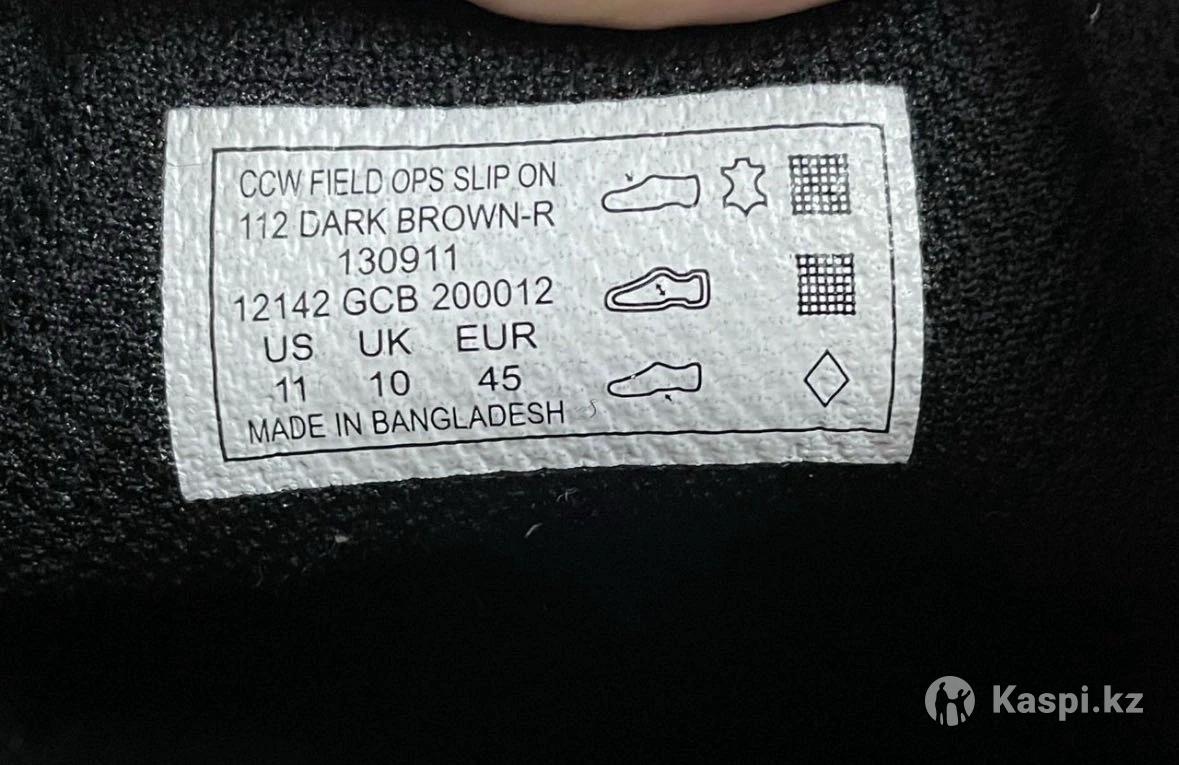 CCW FIELD OPS SLIP ON
112 DARK BROWN-R
130911
12142 GCB 200012
US UK EUR
11 10 45
MADE IN BANGLADESH
Kaspi.kz